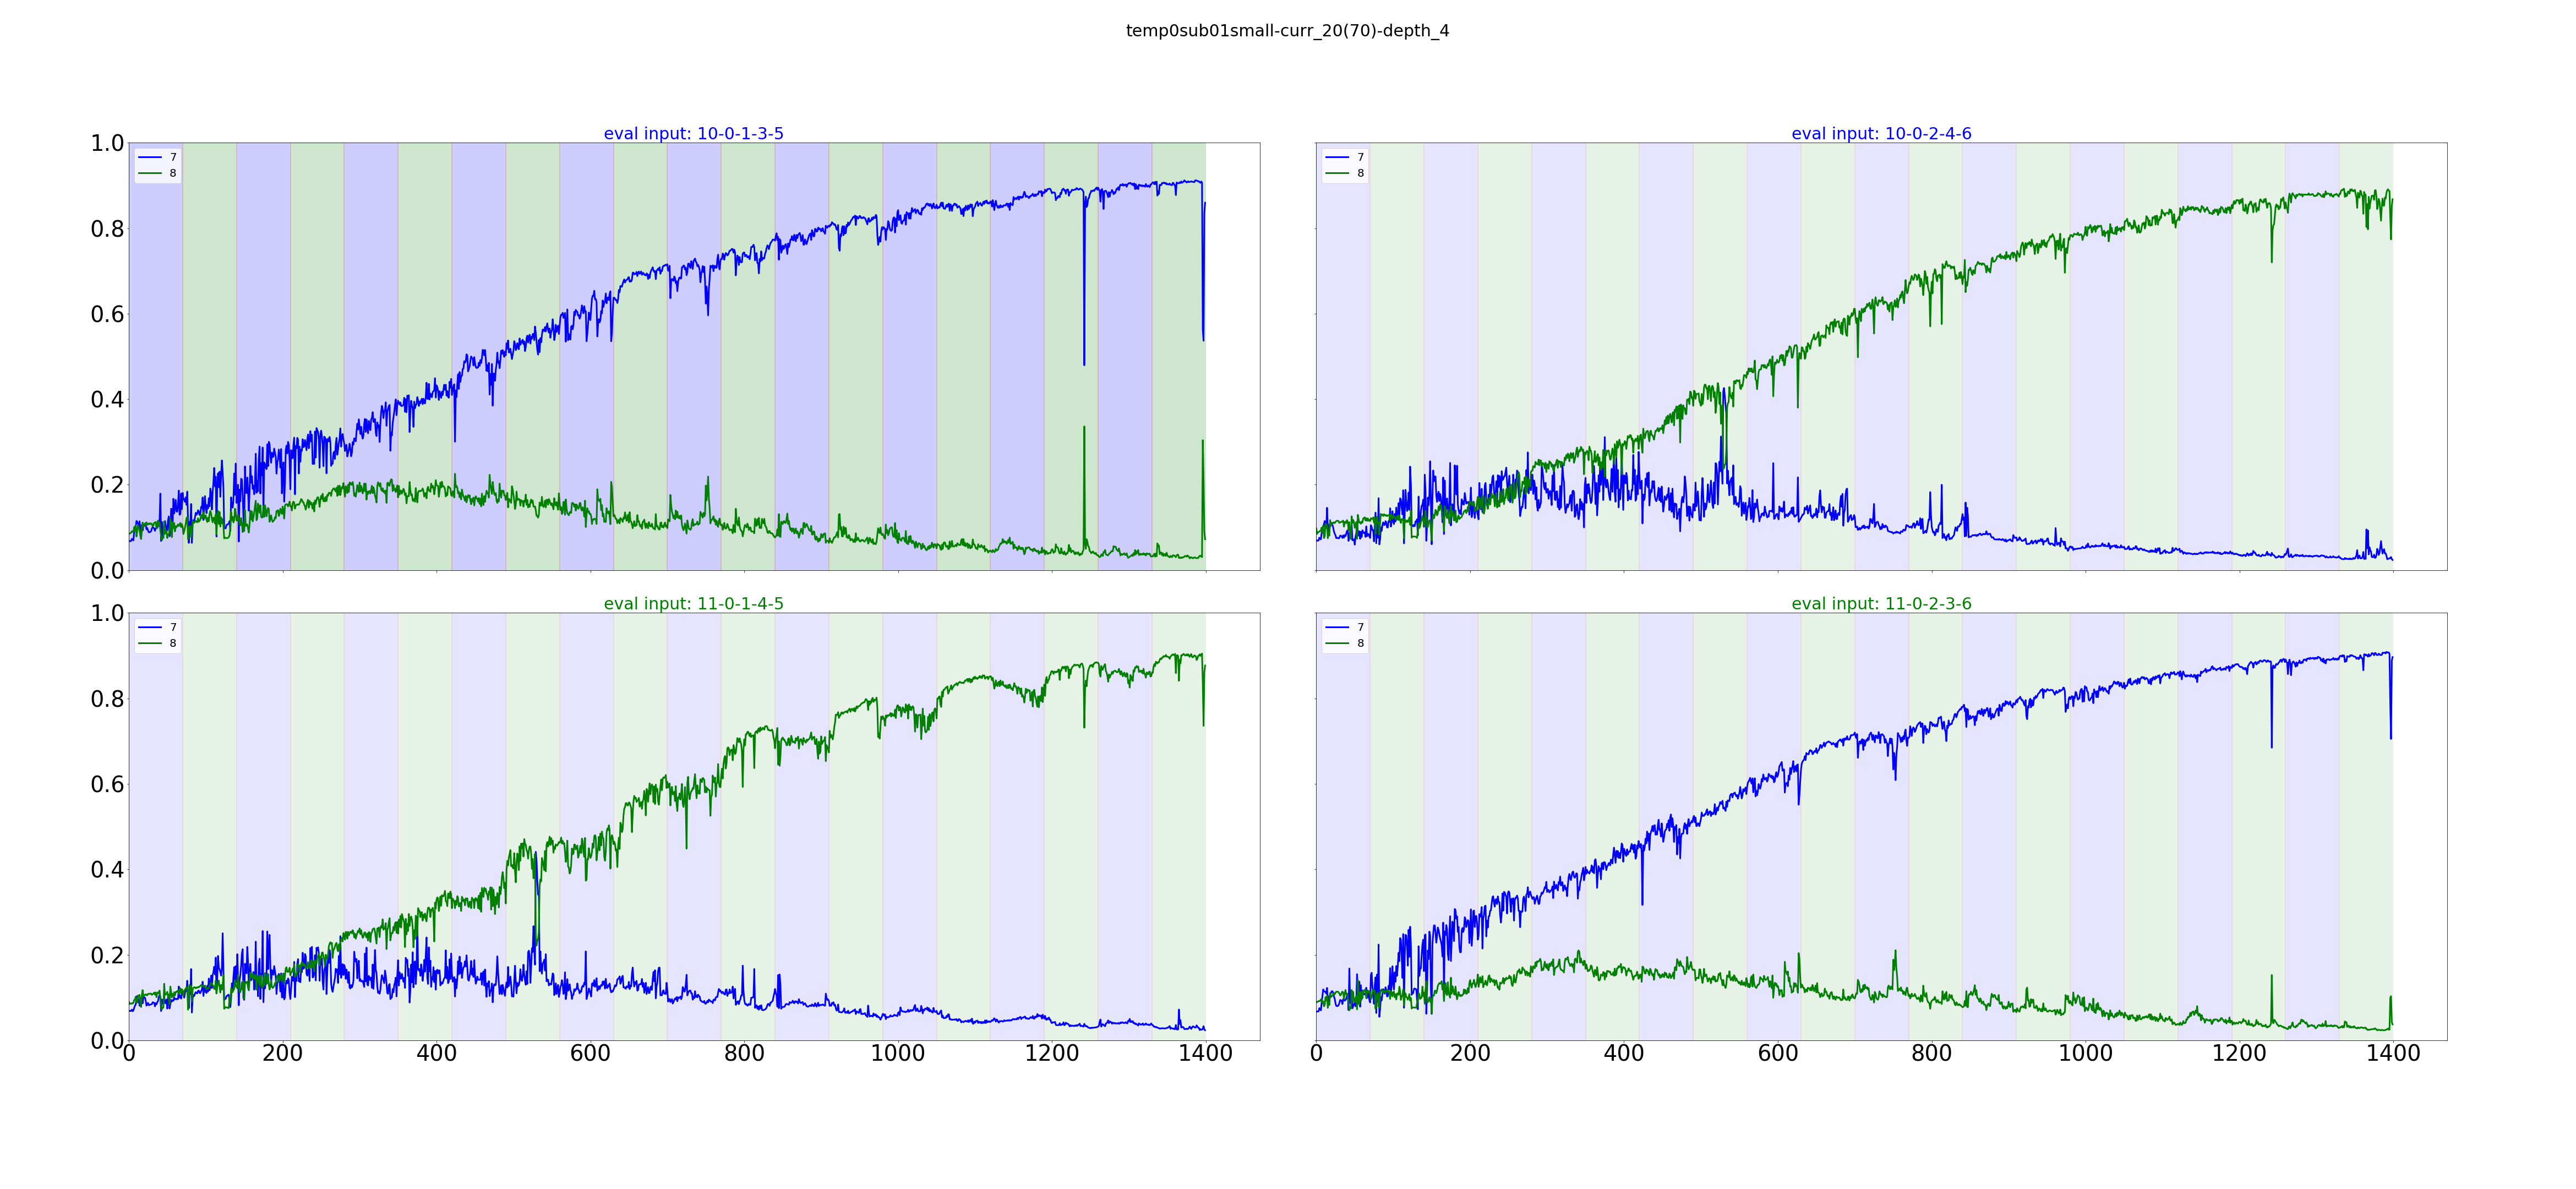 temp0sub01small-curr_20(70)-depth_4
eval input: 10-0-1-3-5
1.0
0.8
0.6
0.4
0.2
0.0
7
8
eval input: 10-0-2-4-6
7
8
eval input: 11-0-1-4-5
1.0
0.8
0.6
0.4
0.2
0.0
7
8
0 200 400 600 800 1000 1200 1400
eval input: 11-0-2-3-6
7
8
0 200 400 600 800 1000 1200 1400